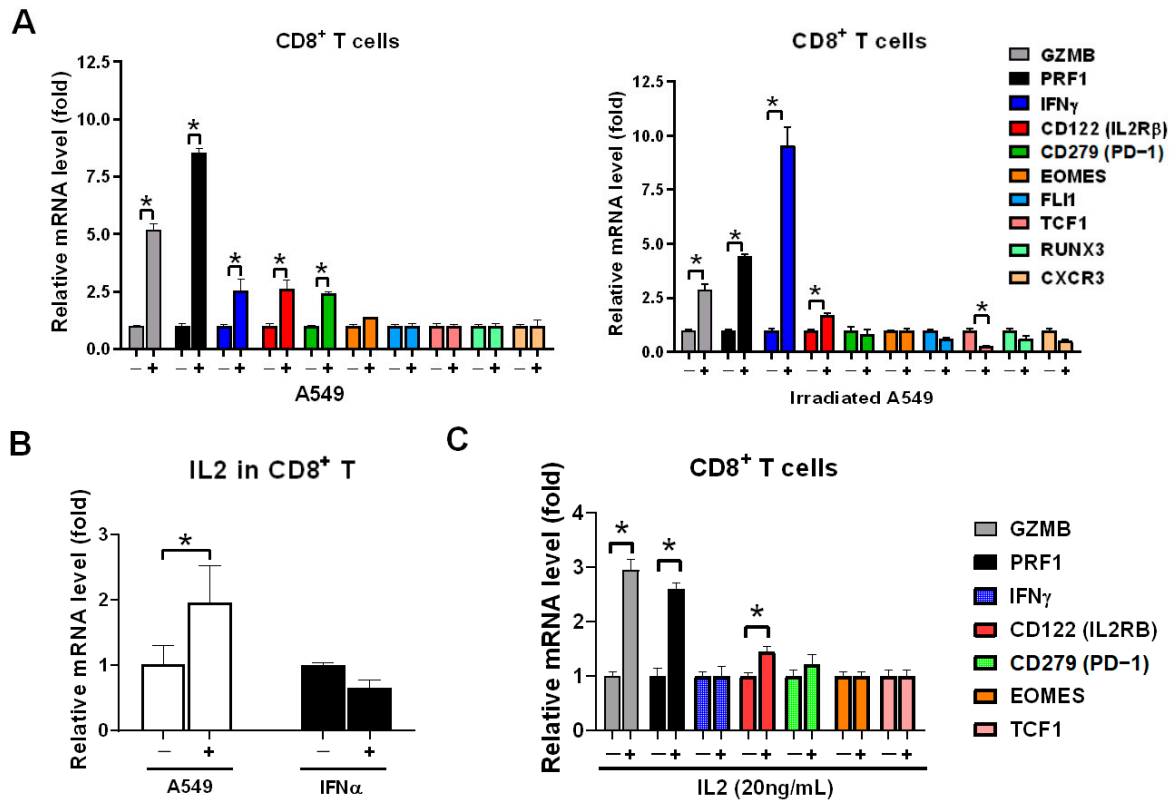 A
CD8⁺ T cells
Relative mRNA level (fold)
12.5
10.0
7.5
5.0
2.5
0.0
* * * * *
– + – + – + – + – + – + – + – + – + – +
A549
CD8⁺ T cells
Relative mRNA level (fold)
12.5
10.0
7.5
5.0
2.5
0.0
* * * * *
– + – + – + – + – + – + – + – + – + – +
Irradiated A549
GZMB
PRF1
IFNγ
CD122 (IL2Rβ)
CD279 (PD−1)
EOMES
FLI1
TCF1
RUNX3
CXCR3
B
IL2 in CD8⁺ T
Relative mRNA level (fold)
3
2
1
0
*
– + – +
A549 IFNα
C
CD8⁺ T cells
Relative mRNA level (fold)
4
3
2
1
0
* * *
– + – + – + – + – + – + – +
IL2 (20ng/mL)
GZMB
PRF1
IFNγ
CD122 (IL2RB)
CD279 (PD−1)
EOMES
TCF1